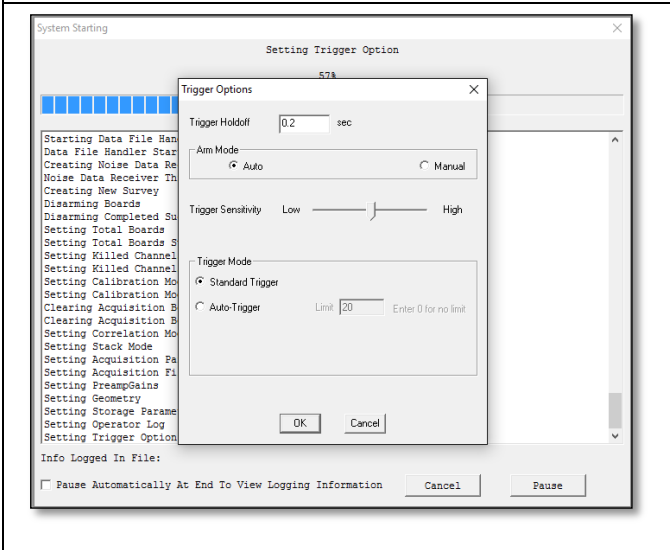 System Starting
Setting Trigger Option
57%
Trigger Options
Trigger Holdoff 0.2 sec
Arm Mode
Auto Manual
Trigger Sensitivity Low High
Trigger Mode
Standard Trigger
Auto-Trigger Limit 20 Enter 0 for no limit
OK Cancel
Starting Data File Han
Data File Handler Star
Creating Noise Data Re
Noise Data Receiver Th
Creating New Survey
Disarming Boards
Disarming Completed Su
Setting Total Boards
Setting Total Boards S
Setting Killed Channel
Setting Killed Channel
Setting Calibration Mo
Setting Calibration Mo
Clearing Acquisition B
Clearing Acquisition B
Setting Correlation Mo
Setting Stack Mode
Setting Acquisition Pa
Setting Acquisition Fi
Setting PreampGains
Setting Geometry
Setting Storage Parame
Setting Operator Log
Setting Trigger Option
Info Logged In File:
Pause Automatically At End To View Logging Information Cancel Pause